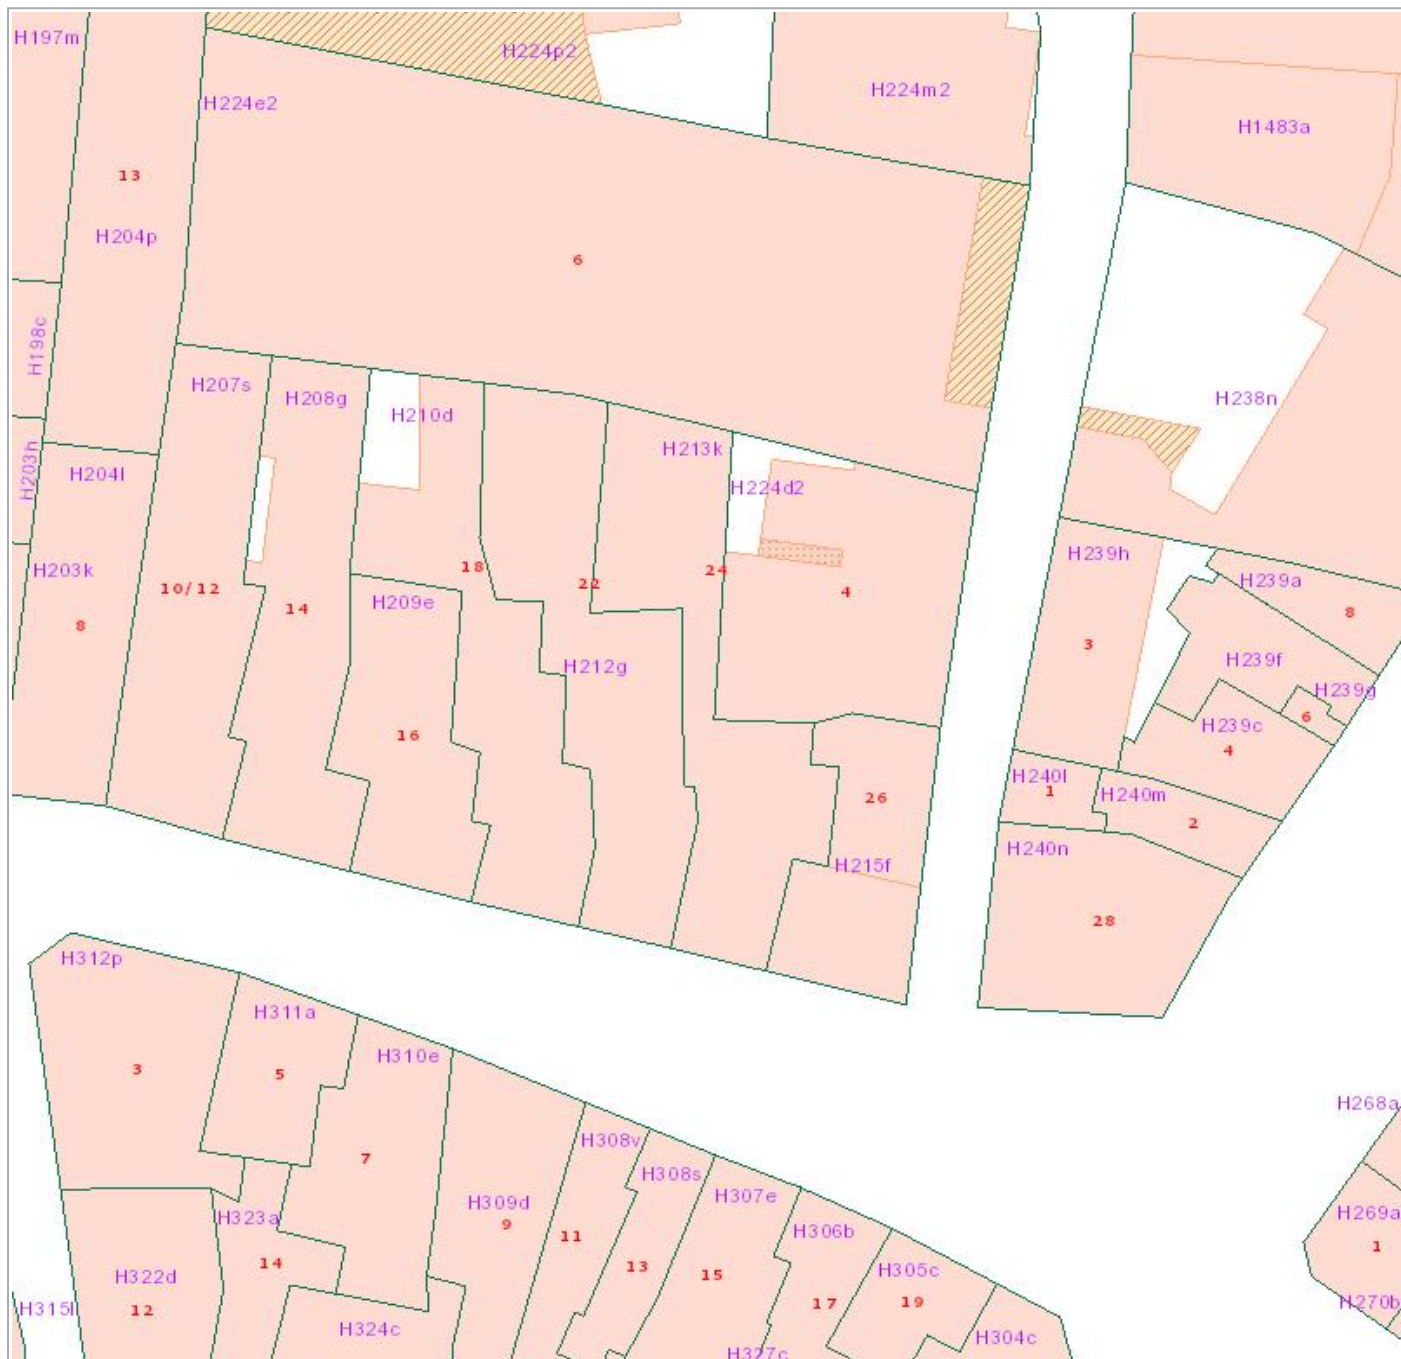 H197m
H224p2
H224m2
H224e2
H1483a
13
H204p
6
H198c
H207s
H208g
H210d
H238n
H213k
H203h
H204l
H224d2
H239h
H203k
18
22
24
H239a
10/12
14
H209e
4
8
8
3
H212g
H239f
H239g
6
16
H239c
4
H240l
1
H240m
26
2
H240n
H215f
28
H312p
H311a
H310e
3
5
H268a
7
H308v
H308s
H307e
H309d
9
H269a
H323a
11
H306b
1
14
13
15
H305c
H322d
12
17
19
H315l
H270b
H324c
H304c
H327c